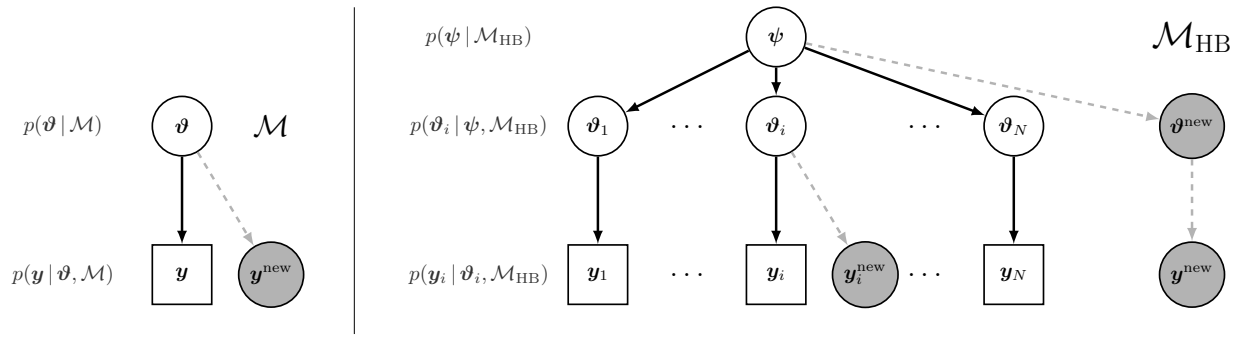 p(ψ | ℳ_HB) ψ ℳ_HB
p(ϑ | ℳ) ϑ ℳ p(ϑ_i | ψ, ℳ_HB) ϑ_1 ··· ϑ_i ··· ϑ_N ϑ^new
p(y | ϑ, ℳ) y y^new p(y_i | ϑ_i, ℳ_HB) y_1 ··· y_i y_i^new ··· y_N y^new